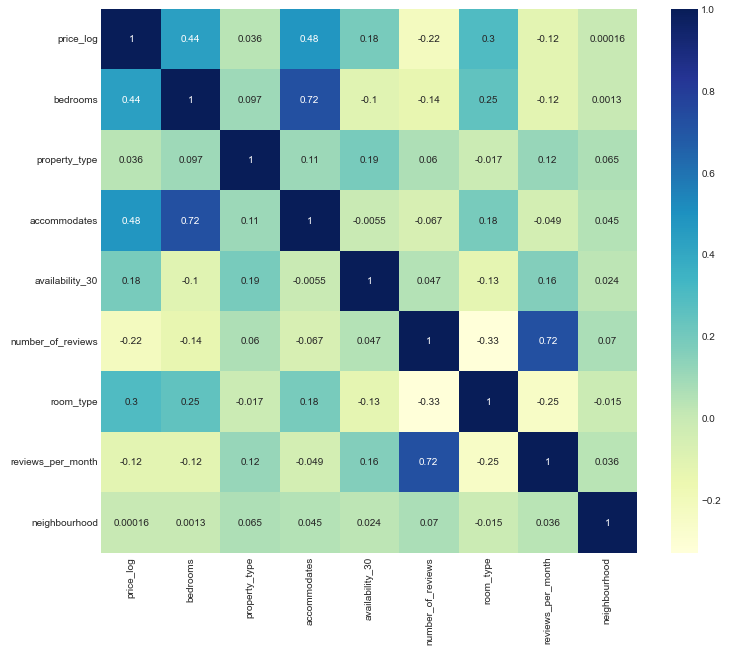 price_log 1 0.44 0.036 0.48 0.18 -0.22 0.3 -0.12 0.00016
bedrooms 0.44 1 0.097 0.72 -0.1 -0.14 0.25 -0.12 0.0013
property_type 0.036 0.097 1 0.11 0.19 0.06 -0.017 0.12 0.065
accommodates 0.48 0.72 0.11 1 -0.0055 -0.067 0.18 -0.049 0.045
availability_30 0.18 -0.1 0.19 -0.0055 1 0.047 -0.13 0.16 0.024
number_of_reviews -0.22 -0.14 0.06 -0.067 0.047 1 -0.33 0.72 0.07
room_type 0.3 0.25 -0.017 0.18 -0.13 -0.33 1 -0.25 -0.015
reviews_per_month -0.12 -0.12 0.12 -0.049 0.16 0.72 -0.25 1 0.036
neighbourhood 0.00016 0.0013 0.065 0.045 0.024 0.07 -0.015 0.036 1
price_log
bedrooms
property_type
accommodates
availability_30
number_of_reviews
room_type
reviews_per_month
neighbourhood
1.0
0.8
0.6
0.4
0.2
0.0
−0.2